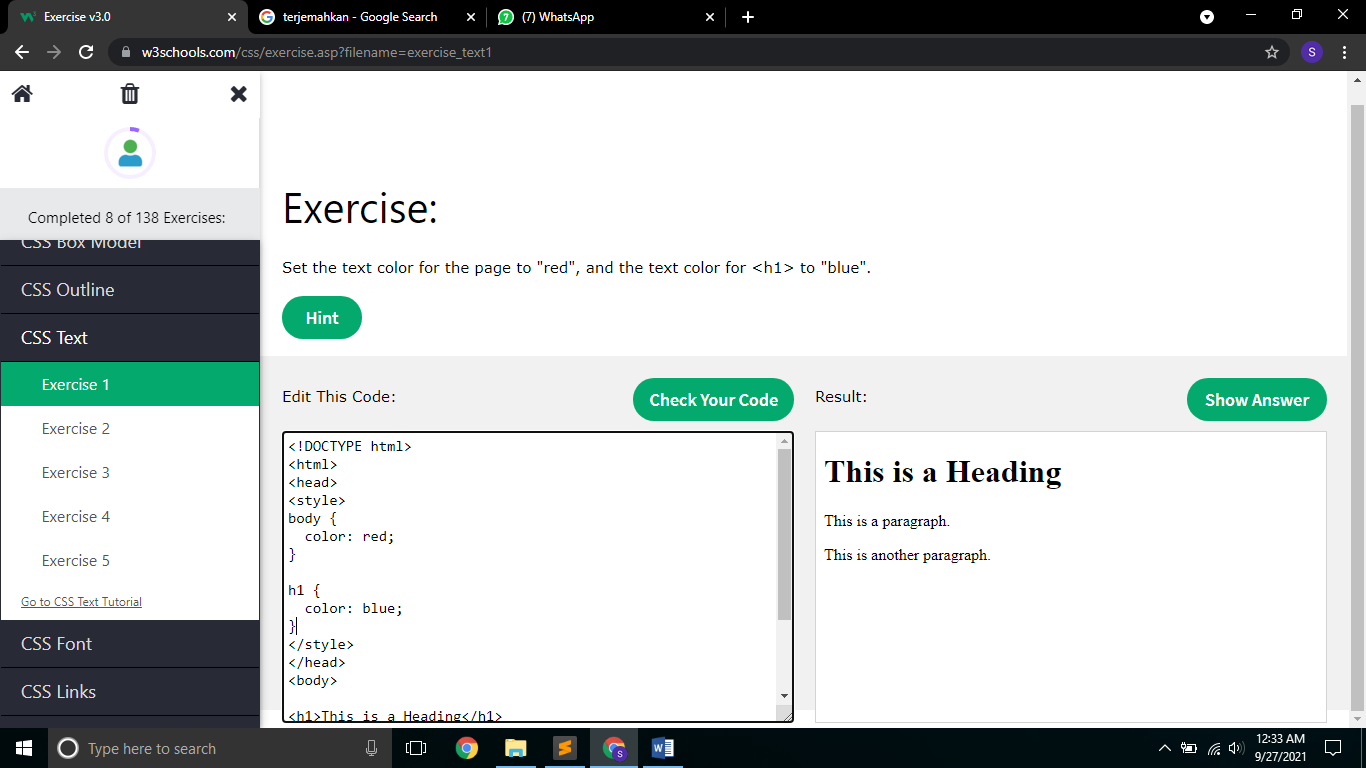 Exercise v3.0
terjemahkan - Google Search
7
(7) WhatsApp
w3schools.com/css/exercise.asp?filename=exercise_text1
S
Completed 8 of 138 Exercises:
CSS Box Model
CSS Outline
CSS Text
Exercise 1
Exercise 2
Exercise 3
Exercise 4
Exercise 5
Go to CSS Text Tutorial
CSS Font
CSS Links
Exercise:
Set the text color for the page to "red", and the text color for <h1> to "blue".
Hint
Edit This Code:
Check Your Code
<!DOCTYPE html>
<html>
<head>
<style>
body {
  color: red;
}

h1 {
  color: blue;
}
</style>
</head>
<body>

<h1>This is a Heading</h1>
Result:
Show Answer
This is a Heading
This is a paragraph.
This is another paragraph.
Type here to search
S
12:33 AM
9/27/2021